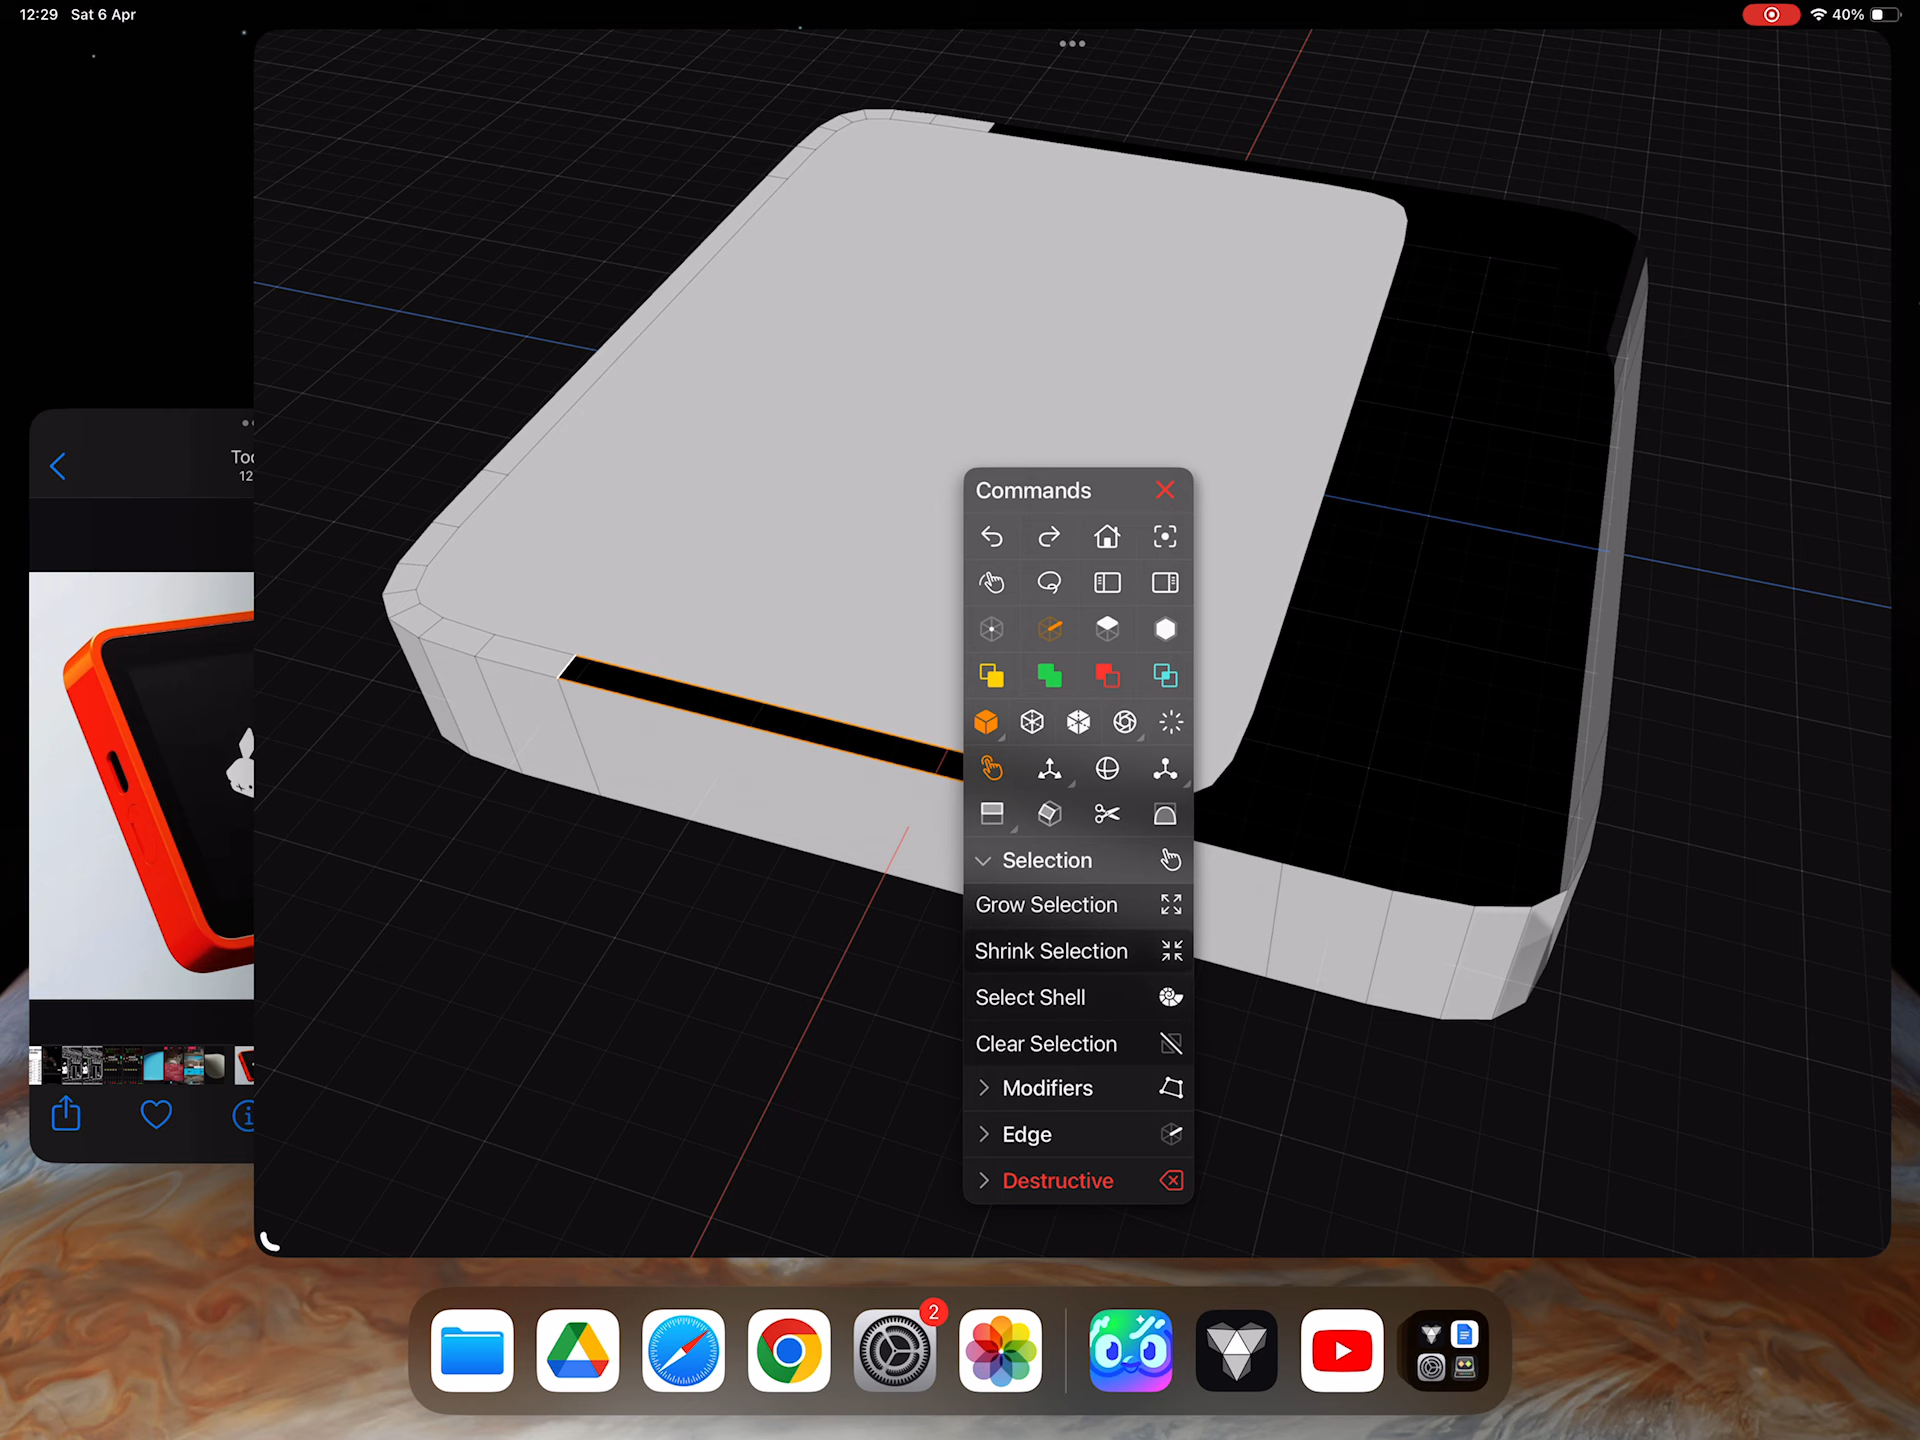 12:29 Sat 6 Apr
40%
12
Commands
Selection
Grow Selection
Shrink Selection
Select Shell
Clear Selection
Modifiers
Edge
Destructive
2